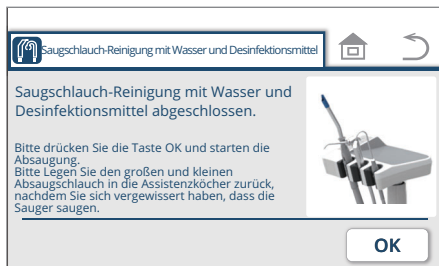 Saugschlauch-Reinigung mit Wasser und Desinfektionsmittel
Saugschlauch-Reinigung mit Wasser und
Desinfektionsmittel abgeschlossen.
Bitte drücken Sie die Taste OK und starten die
Absaugung.
Bitte Legen Sie den großen und kleinen
Absaugschlauch in die Assistenzköcher zurück,
nachdem Sie sich vergewissert haben, dass die
Sauger saugen.
OK